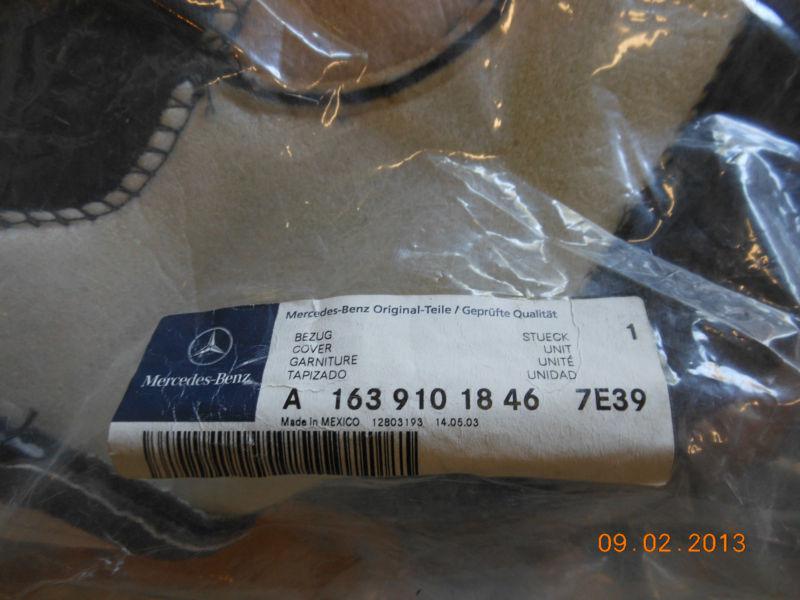 Mercedes-Benz Original-Teile / Geprüfte Qualität
BEZUG STUECK 1
COVER UNIT
GARNITURE UNITÉ
TAPIZADO UNIDAD
Mercedes-Benz
A 163 910 18 46 7E39
Made in MEXICO 12803193 14.05.03
09.02.2013